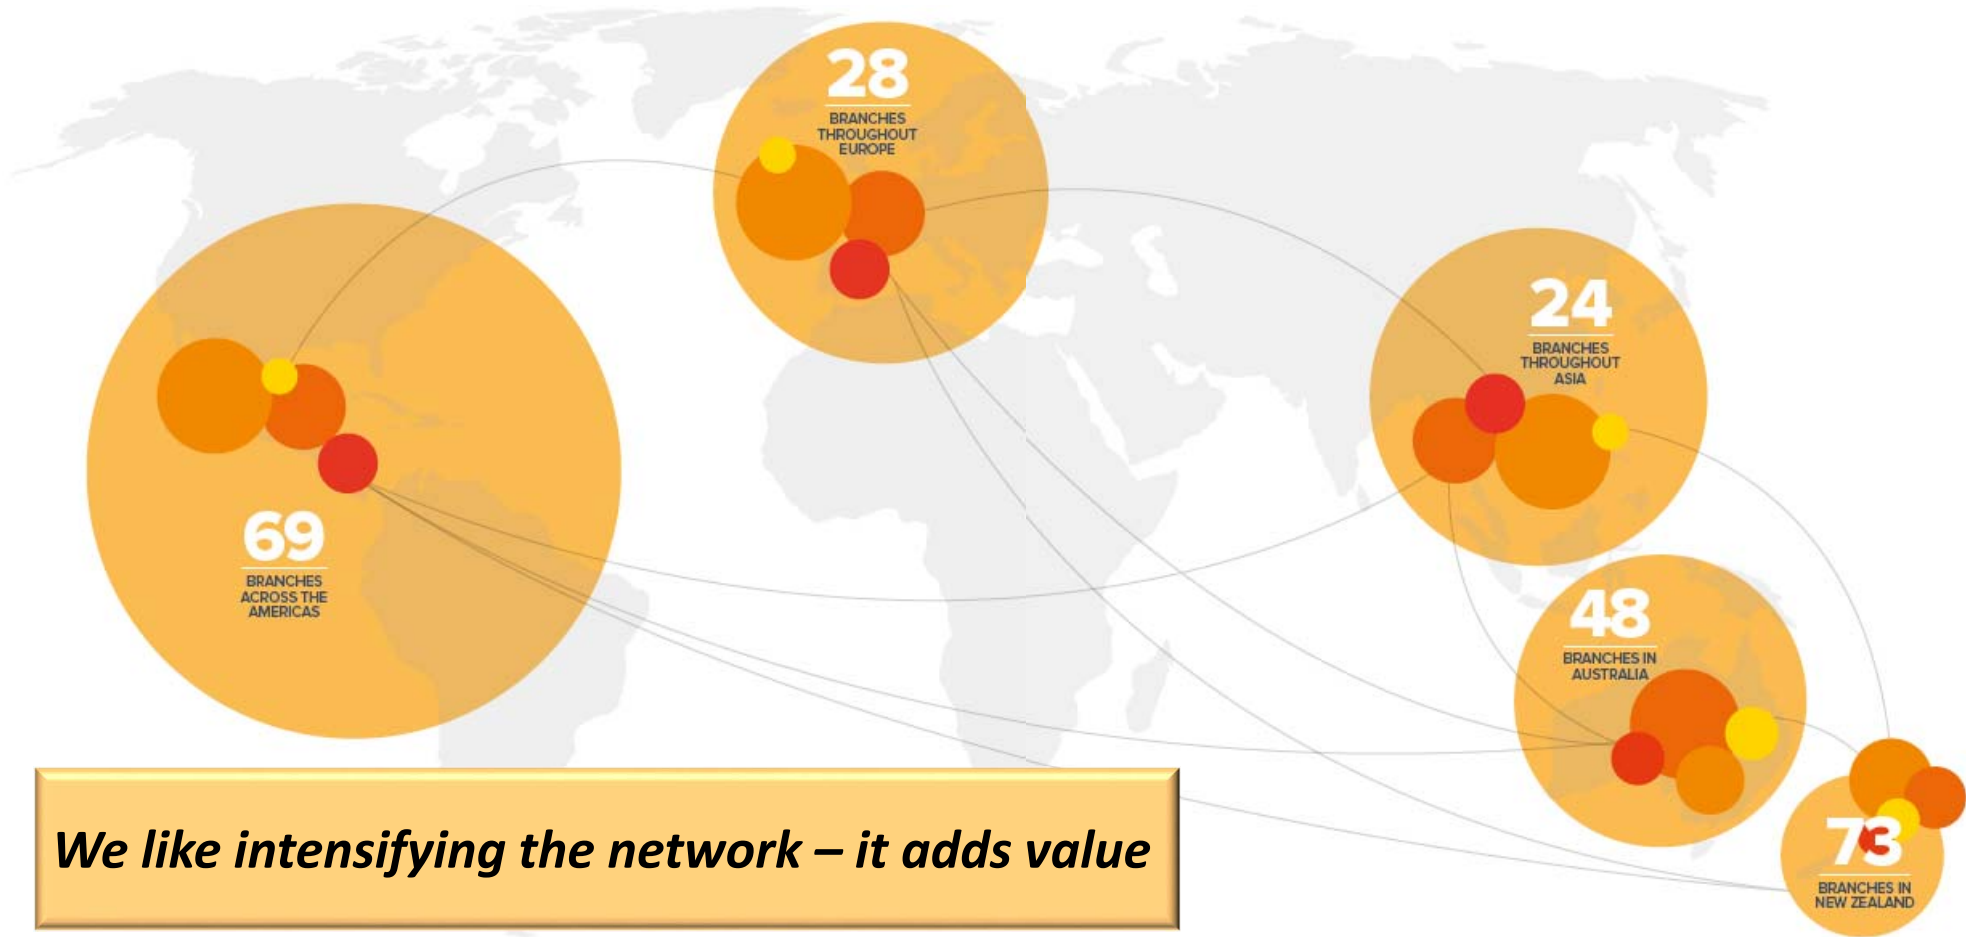 28
BRANCHES
THROUGHOUT
EUROPE
24
BRANCHES
THROUGHOUT
ASIA
69
BRANCHES
ACROSS THE
AMERICAS
48
BRANCHES IN
AUSTRALIA
73
BRANCHES IN
NEW ZEALAND
We like intensifying the network – it adds value